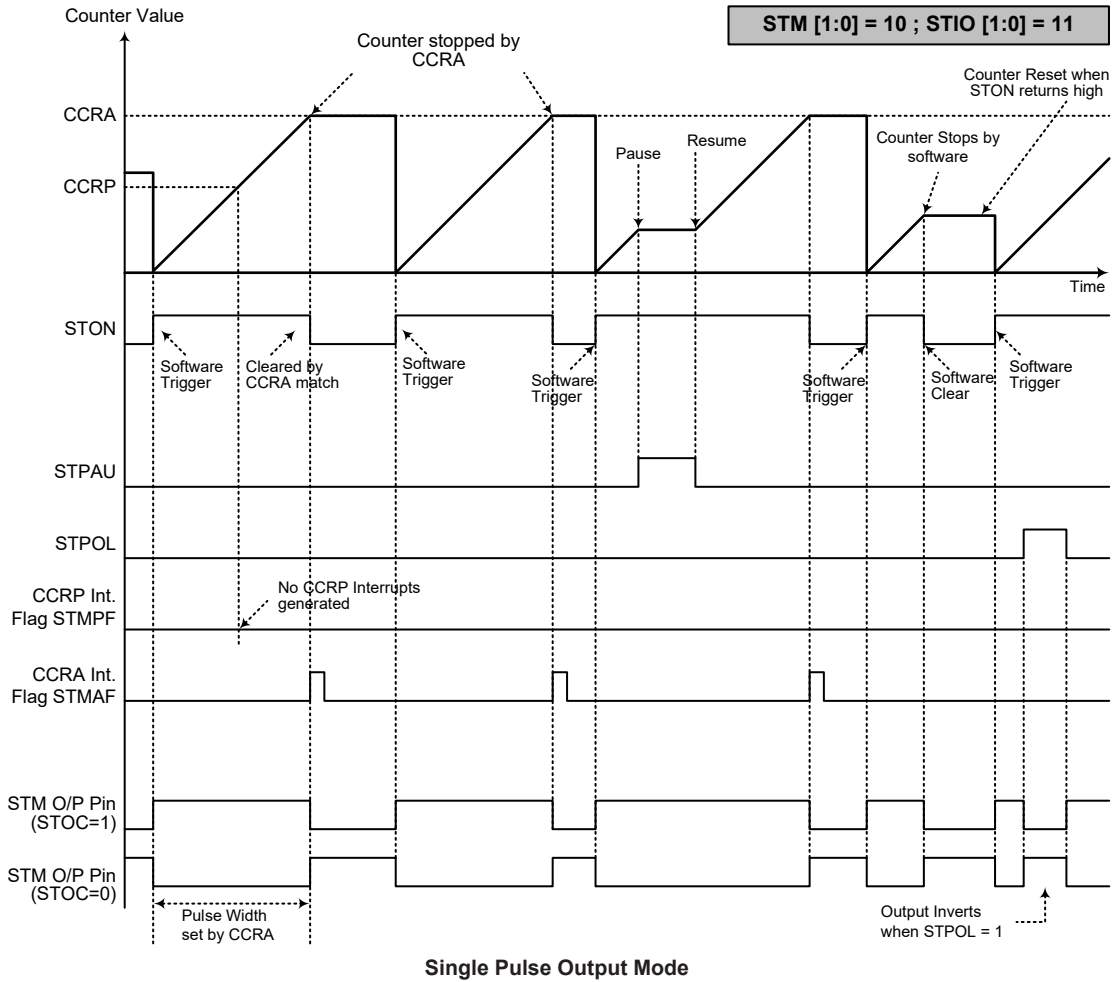 Counter Value
STM [1:0] = 10 ; STIO [1:0] = 11
Counter stopped by
CCRA
Counter Reset when
STON returns high
CCRA
Pause
Resume
Counter Stops by
software
CCRP
Time
STON
Software
Trigger
Cleared by
CCRA match
Software
Trigger
Software
Trigger
Software
Trigger
Software
Clear
Software
Trigger
STPAU
STPOL
CCRP Int.
Flag STMPF
No CCRP Interrupts
generated
CCRA Int.
Flag STMAF
STM O/P Pin
(STOC=1)
STM O/P Pin
(STOC=0)
Pulse Width
set by CCRA
Output Inverts
when STPOL = 1
Single Pulse Output Mode